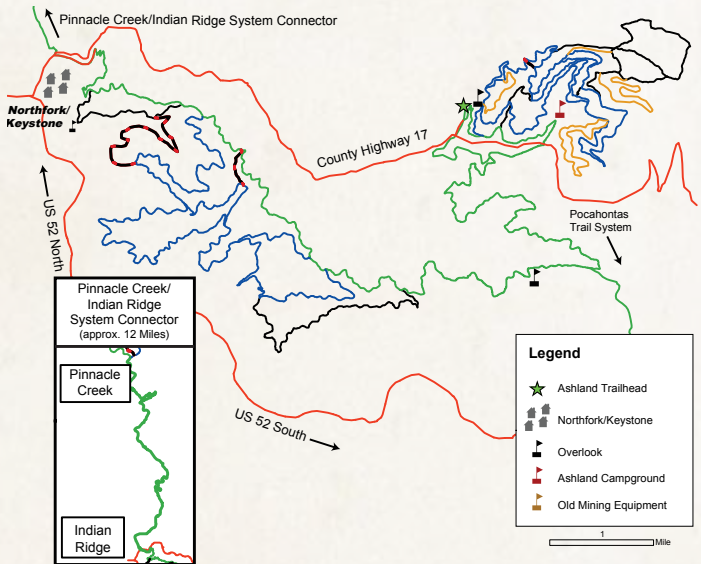 Pinnacle Creek/Indian Ridge System Connector
Northfork/
Keystone
County Highway 17
US 52 North
Pocahontas
Trail System
Pinnacle Creek/
Indian Ridge
System Connector
(approx. 12 Miles)
Pinnacle
Creek
Indian
Ridge
US 52 South
Legend
Ashland Trailhead
Northfork/Keystone
Overlook
Ashland Campground
Old Mining Equipment
1
Mile